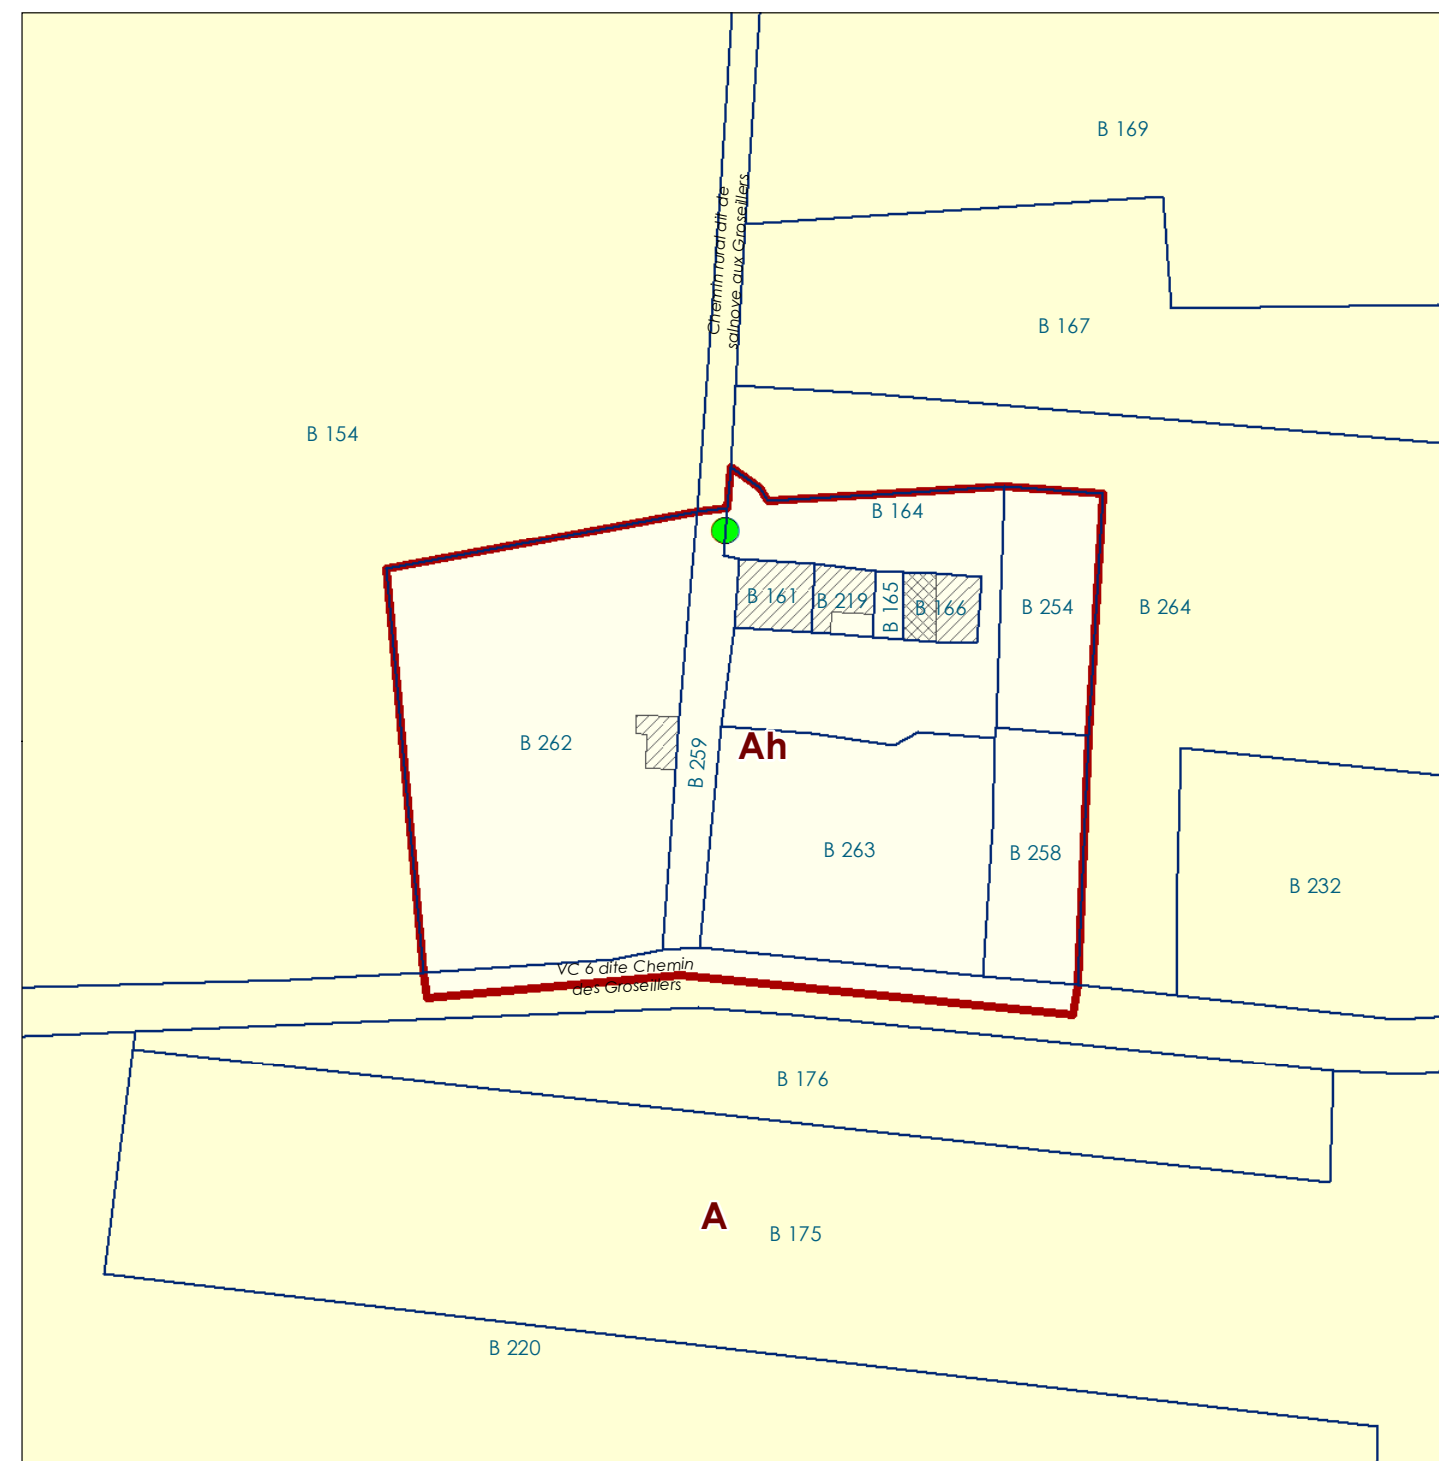 B 169
Chemin rural dit de
salnove aux Groseillers
B 167
B 154
B 164
B 161
B 219
B 165
B 166
B 254
B 264
B 262
B 259
Ah
B 263
B 258
B 232
VC 6 dite Chemin
des Groseillers
B 176
A
B 175
B 220